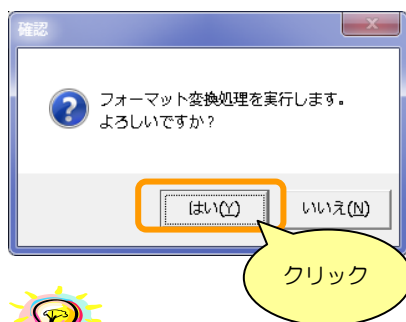 確認
フォーマット変換処理を実行します。
よろしいですか？
はい(Y)
いいえ(N)
クリック